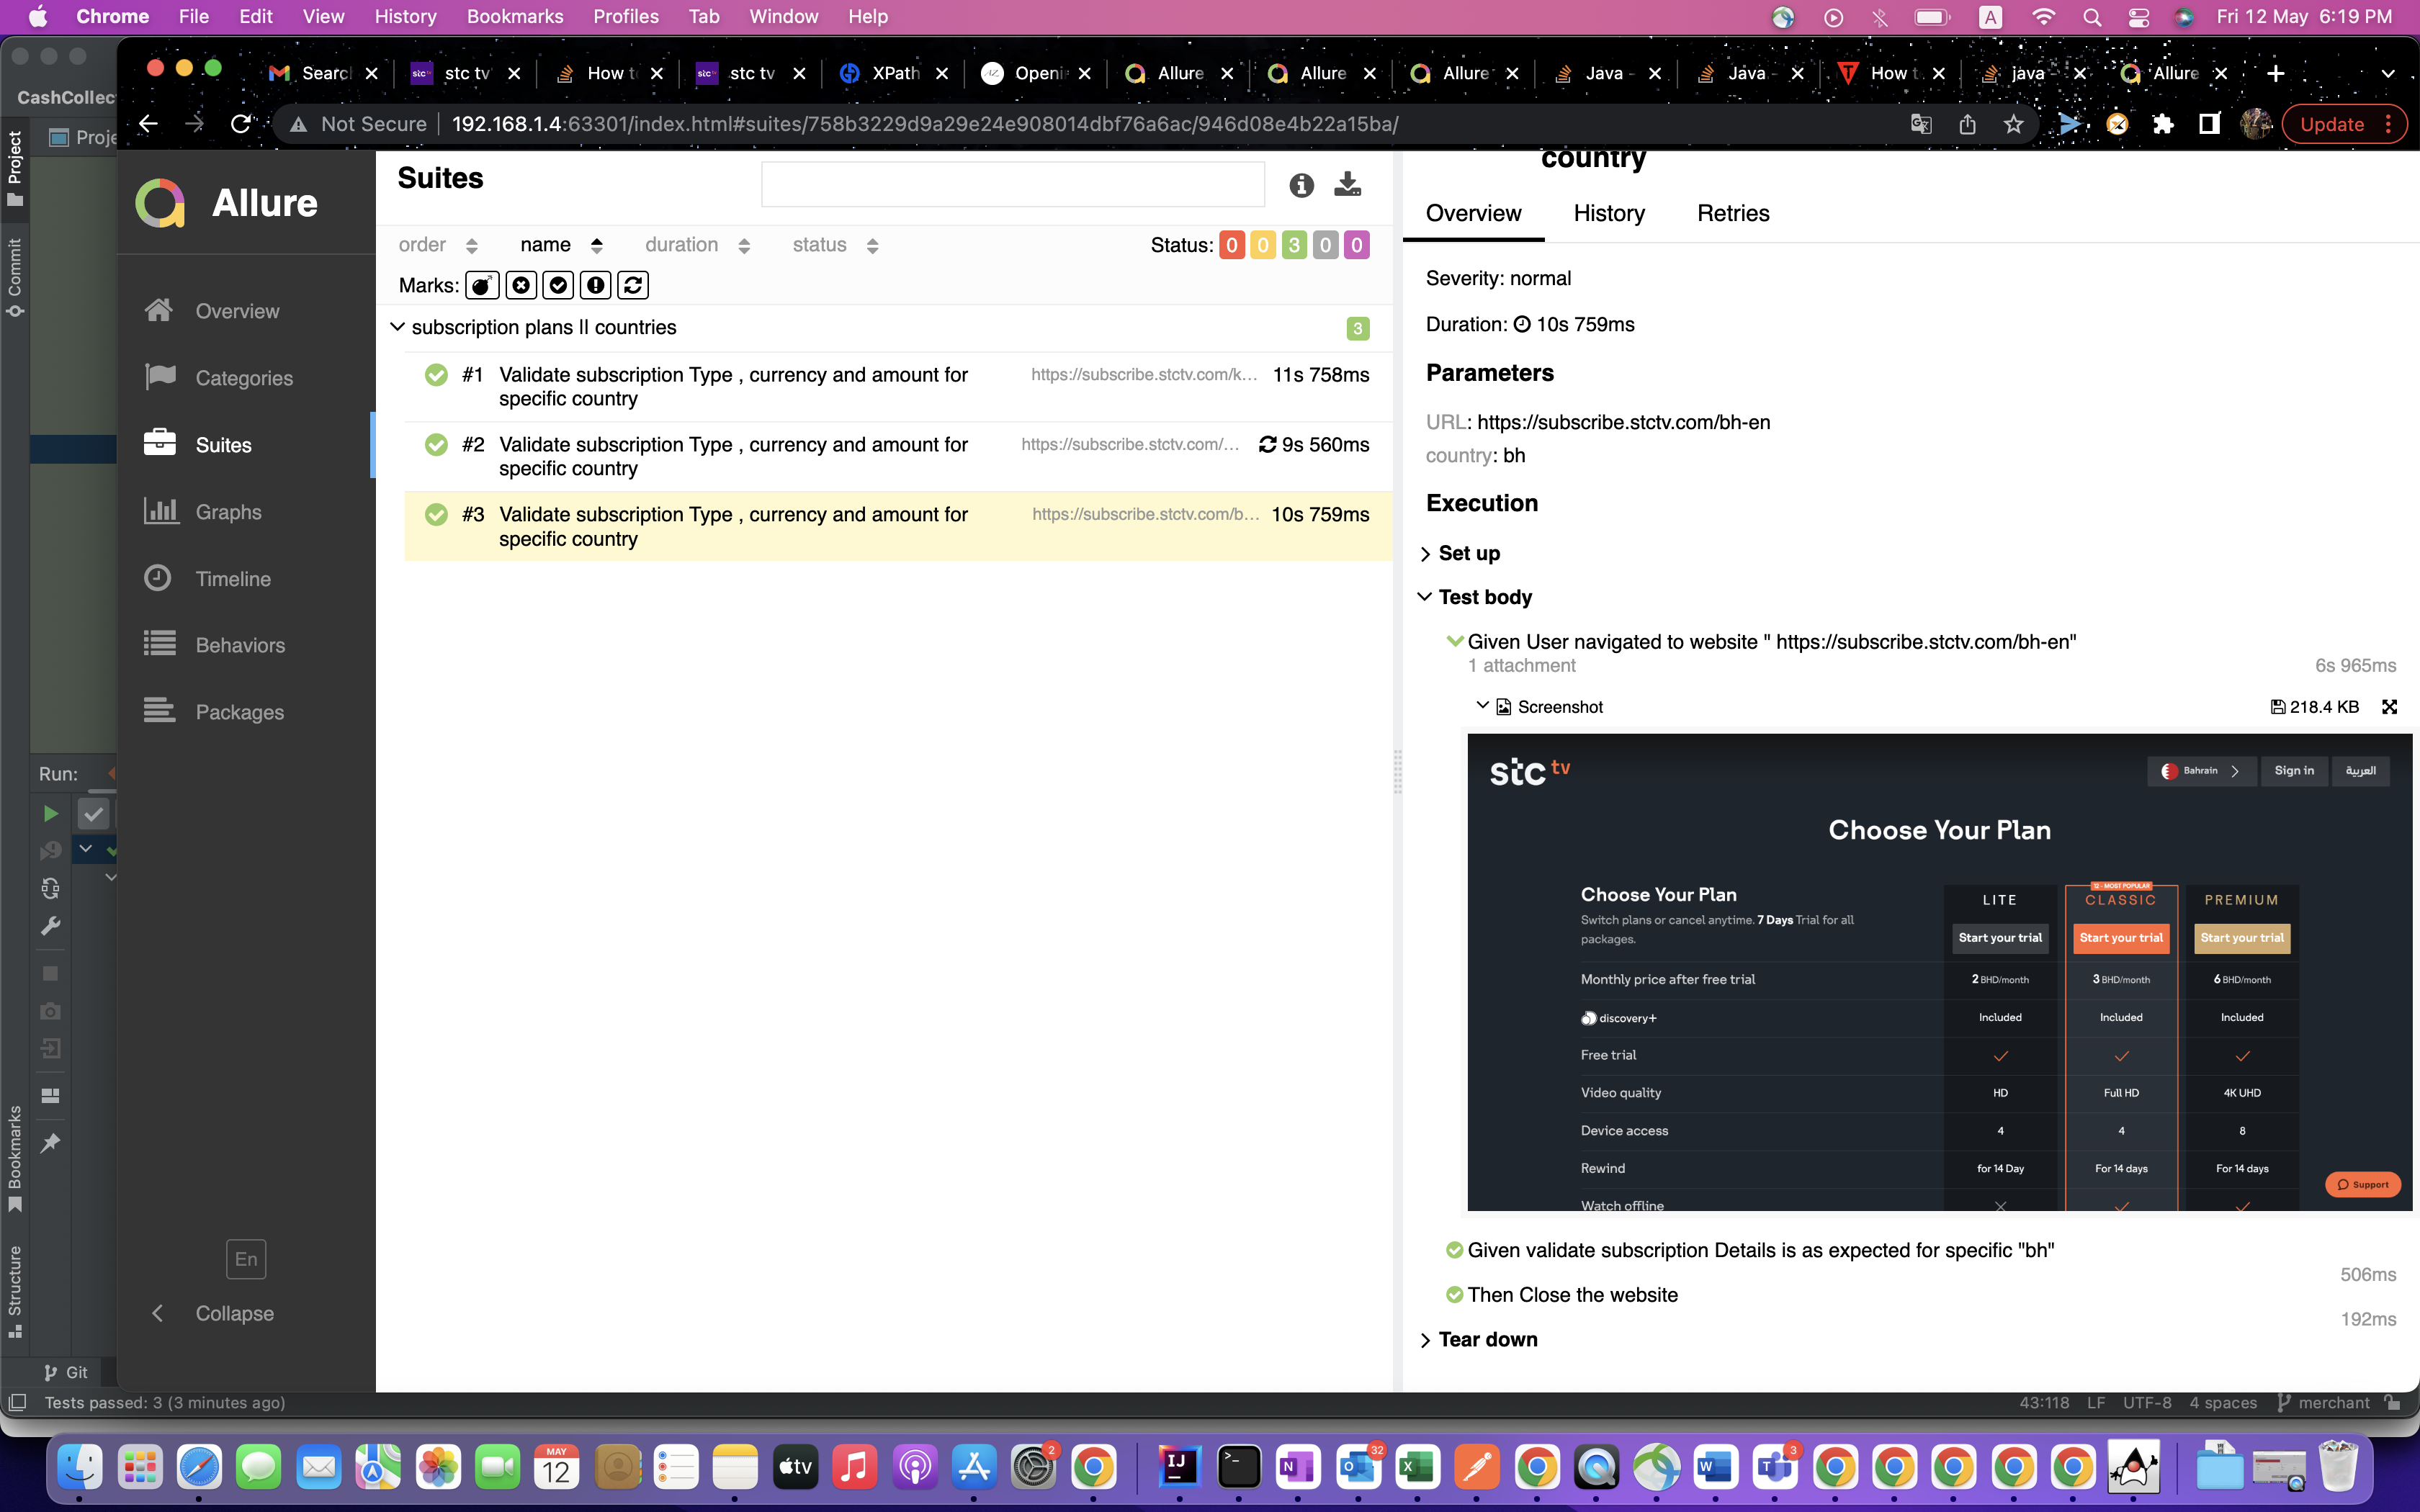 Chrome File Edit View History Bookmarks Profiles Tab Window Help
A Fri 12 May 6:19 PM
CashCollec
Searc stc tv How t stc tv XPath Openi Allure Allure Allure Java - Java - How t java Allure
Not Secure 192.168.1.4:63301/index.html#suites/758b3229d9a29e24e908014dbf76a6ac/946d08e4b22a15ba/
Update
Proje
Project
Commit
Bookmarks
Structure
Allure
Overview
Categories
Suites
Graphs
Timeline
Behaviors
Packages
En
Collapse
Suites
order name duration status
Status: 0 0 3 0 0
Marks:
subscription plans || countries 3
#1 Validate subscription Type , currency and amount for specific country https://subscribe.stctv.com/k... 11s 758ms
#2 Validate subscription Type , currency and amount for specific country https://subscribe.stctv.com/... 9s 560ms
#3 Validate subscription Type , currency and amount for specific country https://subscribe.stctv.com/b... 10s 759ms
country
Overview History Retries
Severity: normal
Duration: 10s 759ms
Parameters
URL: https://subscribe.stctv.com/bh-en
country: bh
Execution
Set up
Test body
Given User navigated to website " https://subscribe.stctv.com/bh-en"
1 attachment 6s 965ms
Screenshot 218.4 KB
stc tv Bahrain Sign in العربية
Choose Your Plan
Choose Your Plan
Switch plans or cancel anytime. 7 Days Trial for all
packages.
12 - MOST POPULAR
LITE CLASSIC PREMIUM
Start your trial Start your trial Start your trial
Monthly price after free trial 2 BHD/month 3 BHD/month 6 BHD/month
discovery+ Included Included Included
Free trial
Video quality HD Full HD 4K UHD
Device access 4 4 8
Rewind for 14 Day For 14 days For 14 days
Watch offline
Support
Given validate subscription Details is as expected for specific "bh"
506ms
Then Close the website
192ms
Tear down
Run:
Git
Tests passed: 3 (3 minutes ago)
43:118 LF UTF-8 4 spaces merchant
MAY
12
tv
2
IJ
N
O
32
X
W
T
3